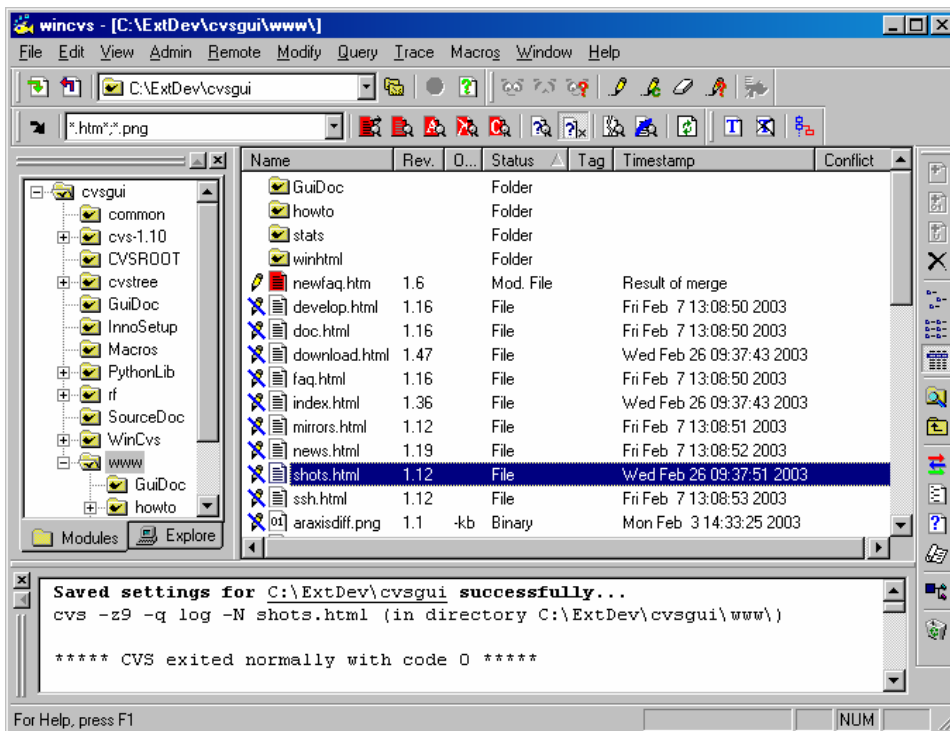 wincvs - [C:\ExtDev\cvsgui\www\]
File Edit View Admin Remote Modify Query Trace Macros Window Help
C:\ExtDev\cvsgui
*.htm*;*.png
Name Rev. O... Status Tag Timestamp Conflict
cvsgui
common
cvs-1.10
CVSROOT
cvstree
GuiDoc
InnoSetup
Macros
PythonLib
rf
SourceDoc
WinCvs
www
GuiDoc
howto
Modules Explore
GuiDoc Folder
howto Folder
stats Folder
winhtml Folder
newfaq.htm 1.6 Mod. File Result of merge
develop.html 1.16 File Fri Feb 7 13:08:50 2003
doc.html 1.16 File Fri Feb 7 13:08:50 2003
download.html 1.47 File Wed Feb 26 09:37:43 2003
faq.html 1.16 File Fri Feb 7 13:08:50 2003
index.html 1.36 File Wed Feb 26 09:37:43 2003
mirrors.html 1.12 File Fri Feb 7 13:08:51 2003
news.html 1.19 File Fri Feb 7 13:08:52 2003
shots.html 1.12 File Wed Feb 26 09:37:51 2003
ssh.html 1.12 File Fri Feb 7 13:08:53 2003
01 araxisdiff.png 1.1 -kb Binary Mon Feb 3 14:33:25 2003
Saved settings for C:\ExtDev\cvsgui successfully...
cvs -z9 -q log -N shots.html (in directory C:\ExtDev\cvsgui\www\)
***** CVS exited normally with code 0 *****
For Help, press F1
NUM